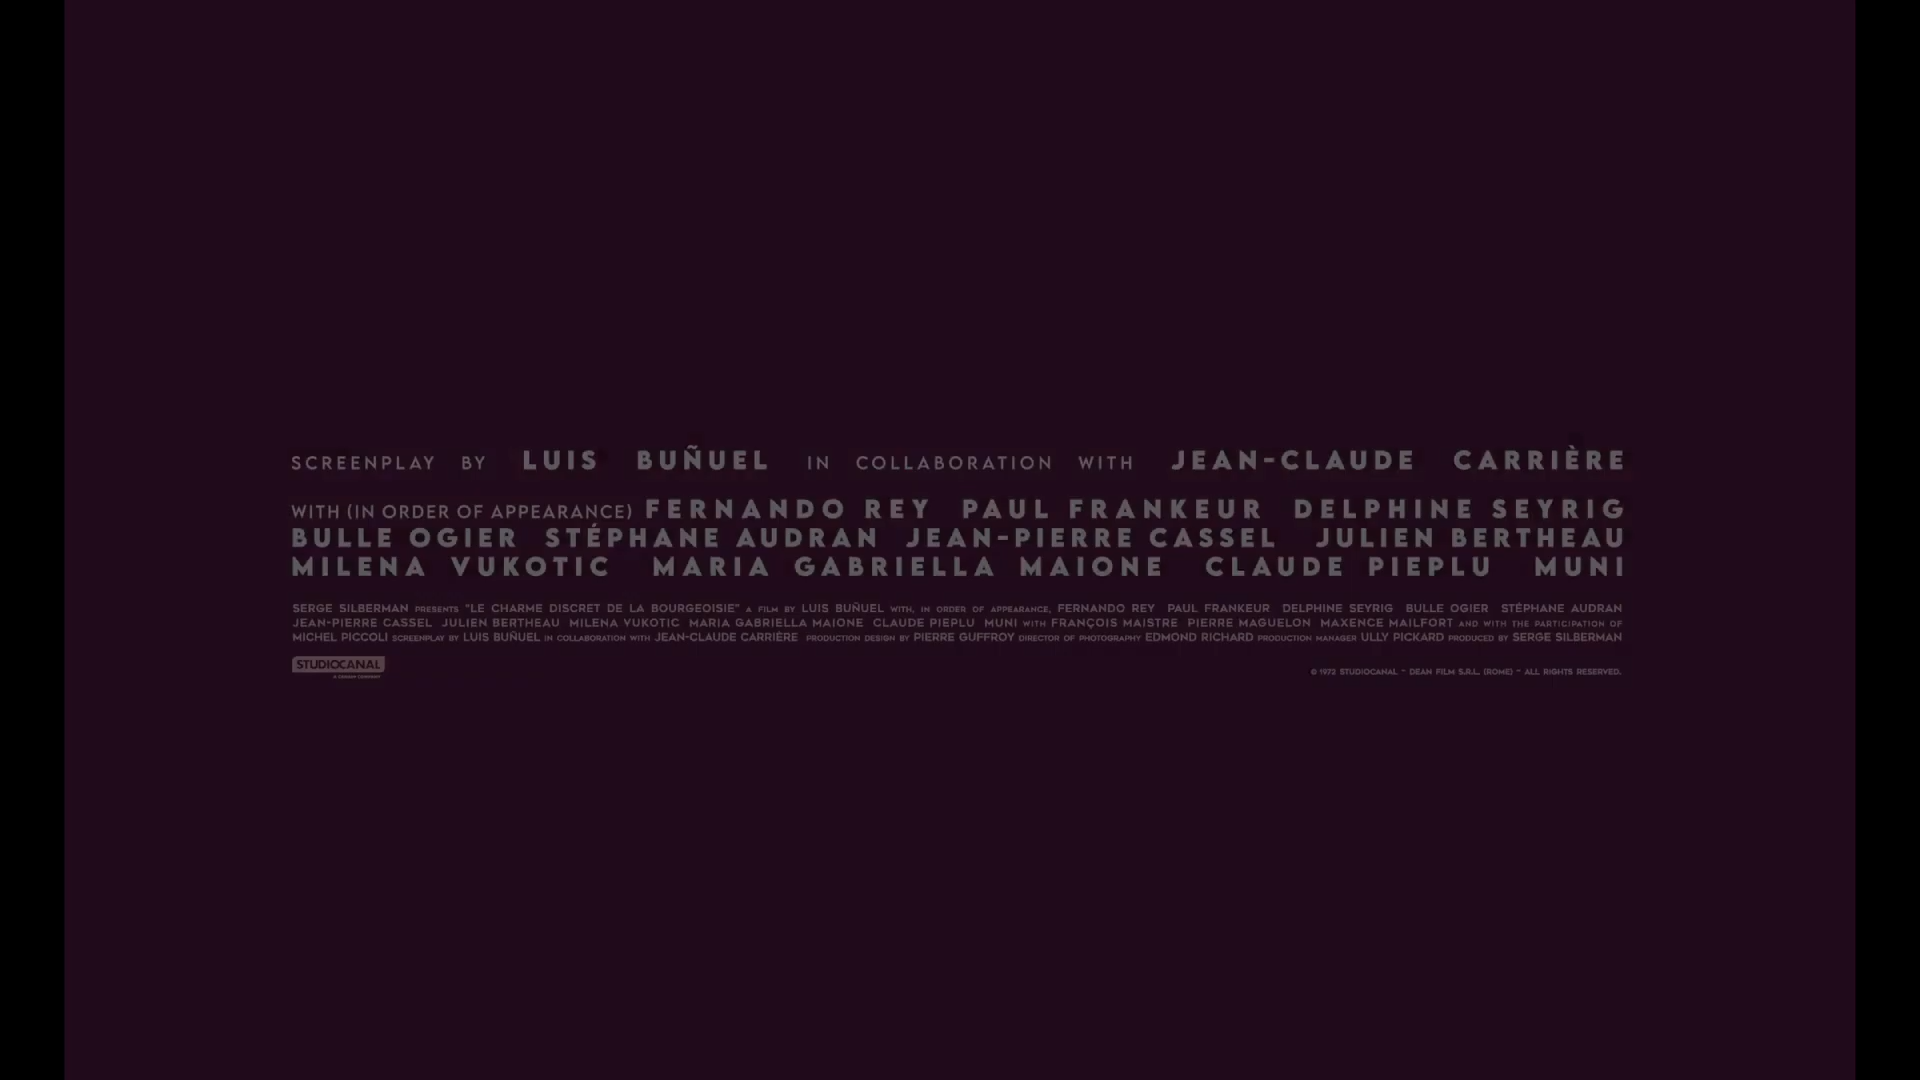 SCREENPLAY BY LUIS BUÑUEL IN COLLABORATION WITH JEAN-CLAUDE CARRIÈRE
WITH (IN ORDER OF APPEARANCE) FERNANDO REY PAUL FRANKEUR DELPHINE SEYRIG
BULLE OGIER STÉPHANE AUDRAN JEAN-PIERRE CASSEL JULIEN BERTHEAU
MILENA VUKOTIC MARIA GABRIELLA MAIONE CLAUDE PIEPLU MUNI
SERGE SILBERMAN PRESENTS "LE CHARME DISCRET DE LA BOURGEOISIE" A FILM BY LUIS BUÑUEL WITH, IN ORDER OF APPEARANCE, FERNANDO REY PAUL FRANKEUR DELPHINE SEYRIG BULLE OGIER STÉPHANE AUDRAN
JEAN-PIERRE CASSEL JULIEN BERTHEAU MILENA VUKOTIC MARIA GABRIELLA MAIONE CLAUDE PIEPLU MUNI WITH FRANÇOIS MAISTRE PIERRE MAGUELON MAXENCE MAILFORT AND WITH THE PARTICIPATION OF
MICHEL PICCOLI SCREENPLAY BY LUIS BUÑUEL IN COLLABORATION WITH JEAN-CLAUDE CARRIÈRE PRODUCTION DESIGN BY PIERRE GUFFROY DIRECTOR OF PHOTOGRAPHY EDMOND RICHARD PRODUCTION MANAGER ULLY PICKARD PRODUCED BY SERGE SILBERMAN
STUDIOCANAL
A CANAL+ COMPANY
© 1972 STUDIOCANAL - DEAN FILM S.R.L. (ROME) - ALL RIGHTS RESERVED.